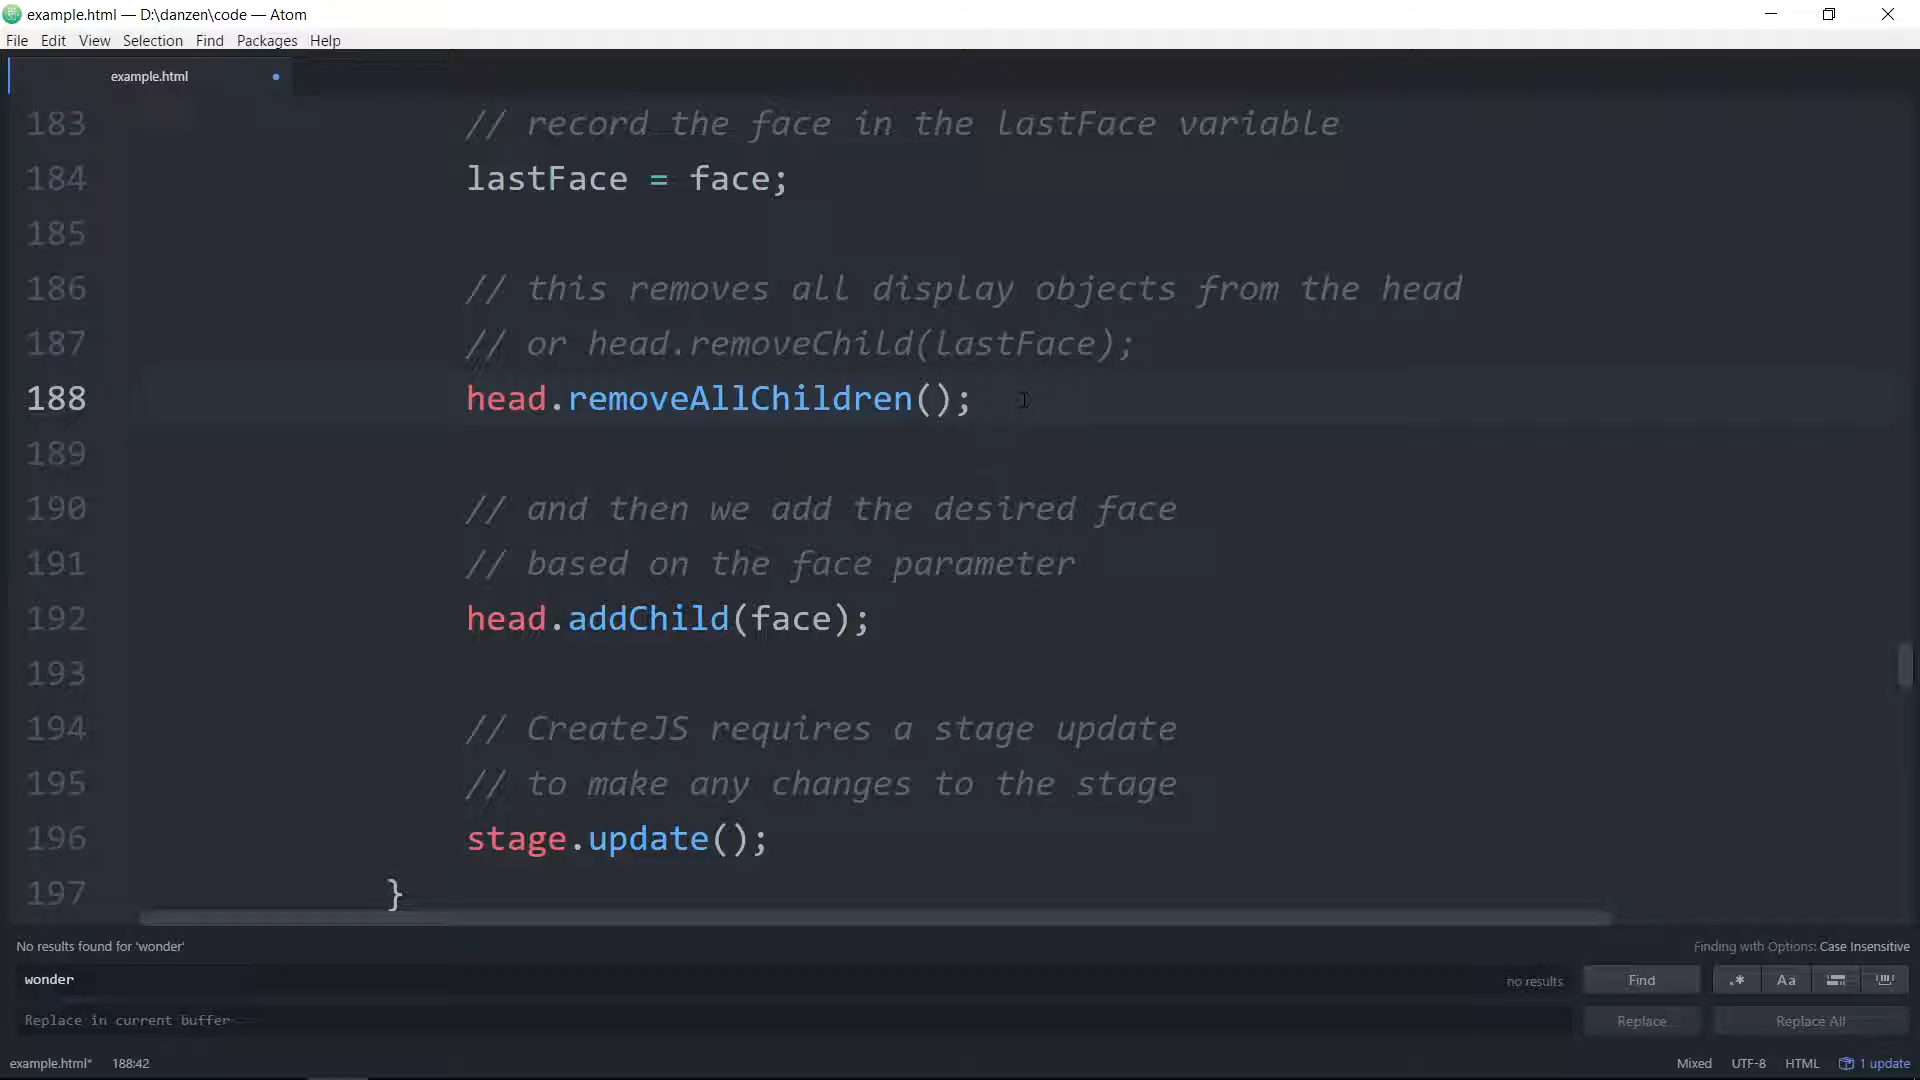 example.html — D:\danzen\code — Atom
File Edit View Selection Find Packages Help
example.html
183 // record the face in the lastFace variable
184 lastFace = face;
185
186 // this removes all display objects from the head
187 // or head.removeChild(lastFace);
188 head.removeAllChildren();
189
190 // and then we add the desired face
191 // based on the face parameter
192 head.addChild(face);
193
194 // CreateJS requires a stage update
195 // to make any changes to the stage
196 stage.update();
197 }
No results found for 'wonder' Finding with Options: Case Insensitive
wonder no results Find .* Aa
Replace in current buffer Replace Replace All
example.html* 188:42 Mixed UTF-8 HTML 1 update